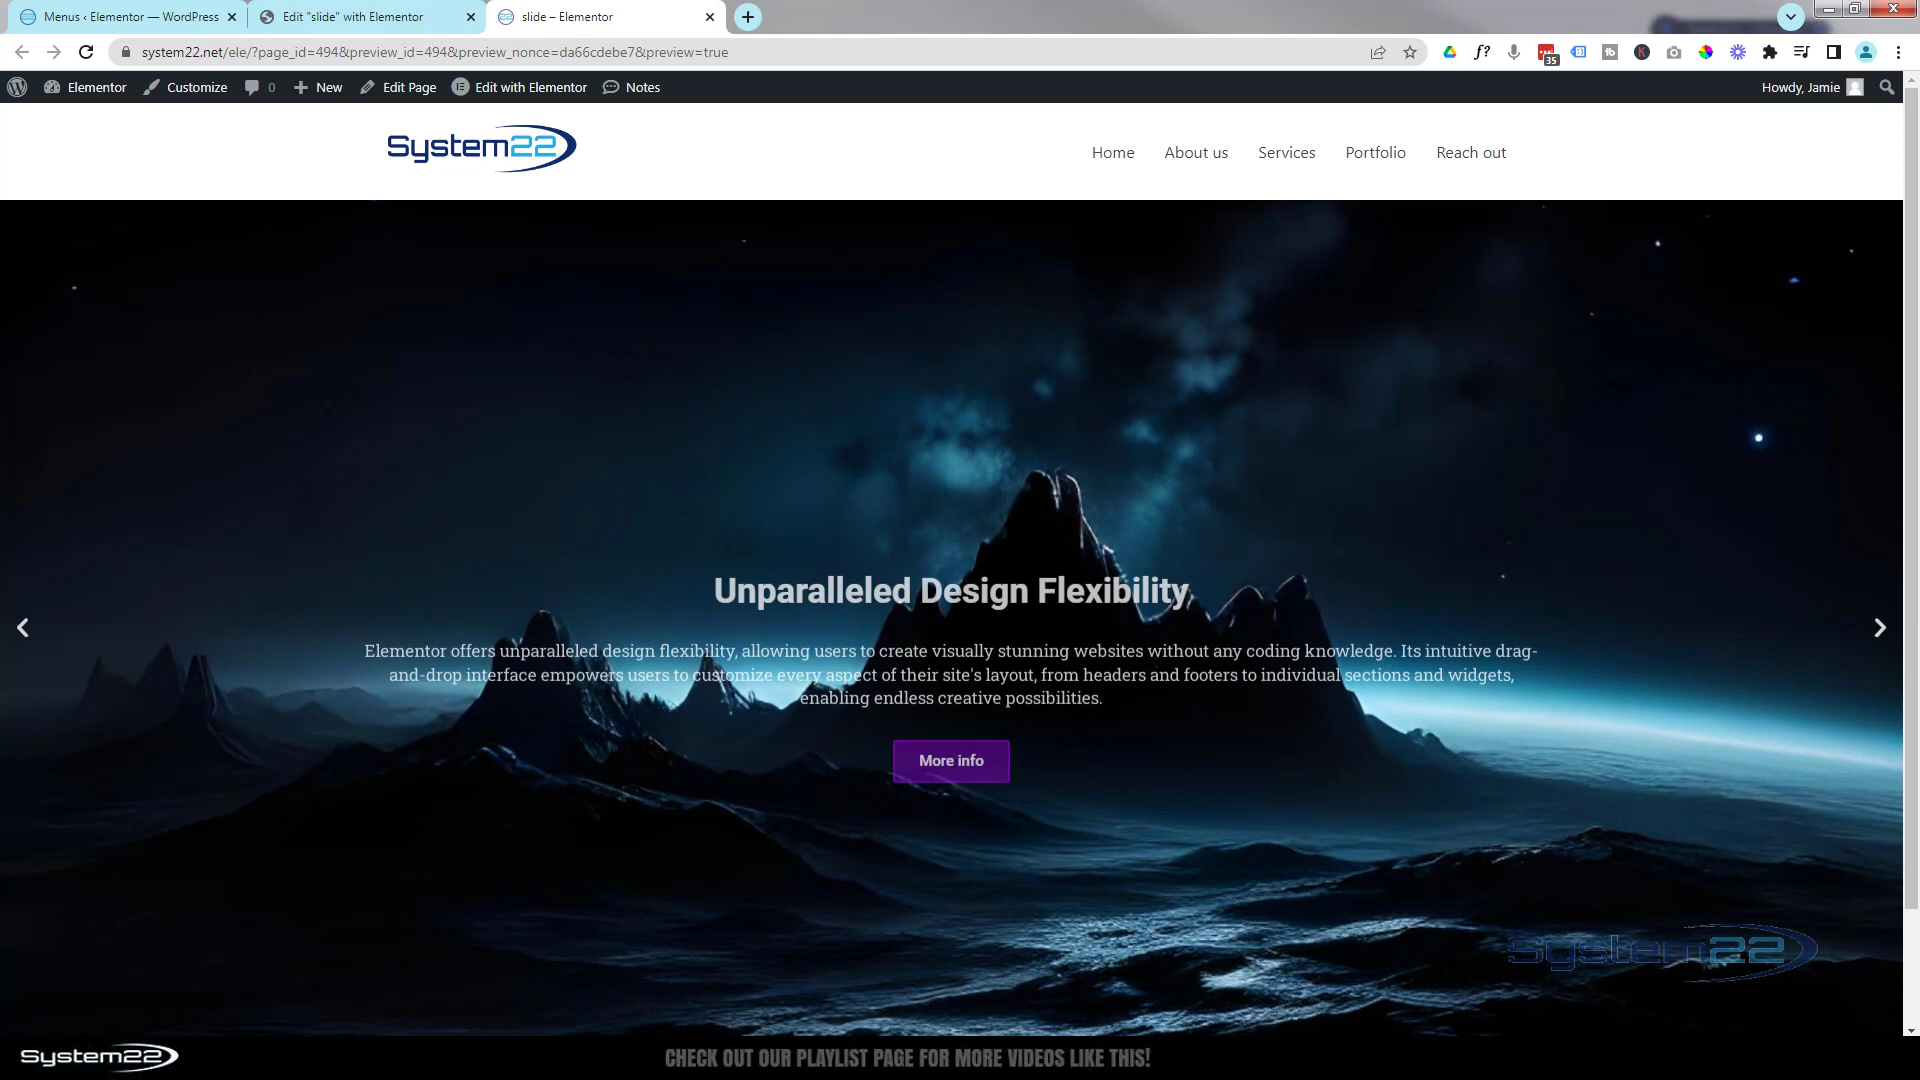 Menus ‹ Elementor — WordPress
Edit "slide" with Elementor
slide – Elementor
system22.net/ele/?page_id=494&preview_id=494&preview_nonce=da66cdebe7&preview=true
f?
35
K
Elementor
Customize
0
New
Edit Page
Edit with Elementor
Notes
Howdy, Jamie
System22
Home
About us
Services
Portfolio
Reach out
Unparalleled Design Flexibility
Elementor offers unparalleled design flexibility, allowing users to create visually stunning websites without any coding knowledge. Its intuitive drag-
and-drop interface empowers users to customize every aspect of their site's layout, from headers and footers to individual sections and widgets,
enabling endless creative possibilities.
More info
System22
System22
CHECK OUT OUR PLAYLIST PAGE FOR MORE VIDEOS LIKE THIS!